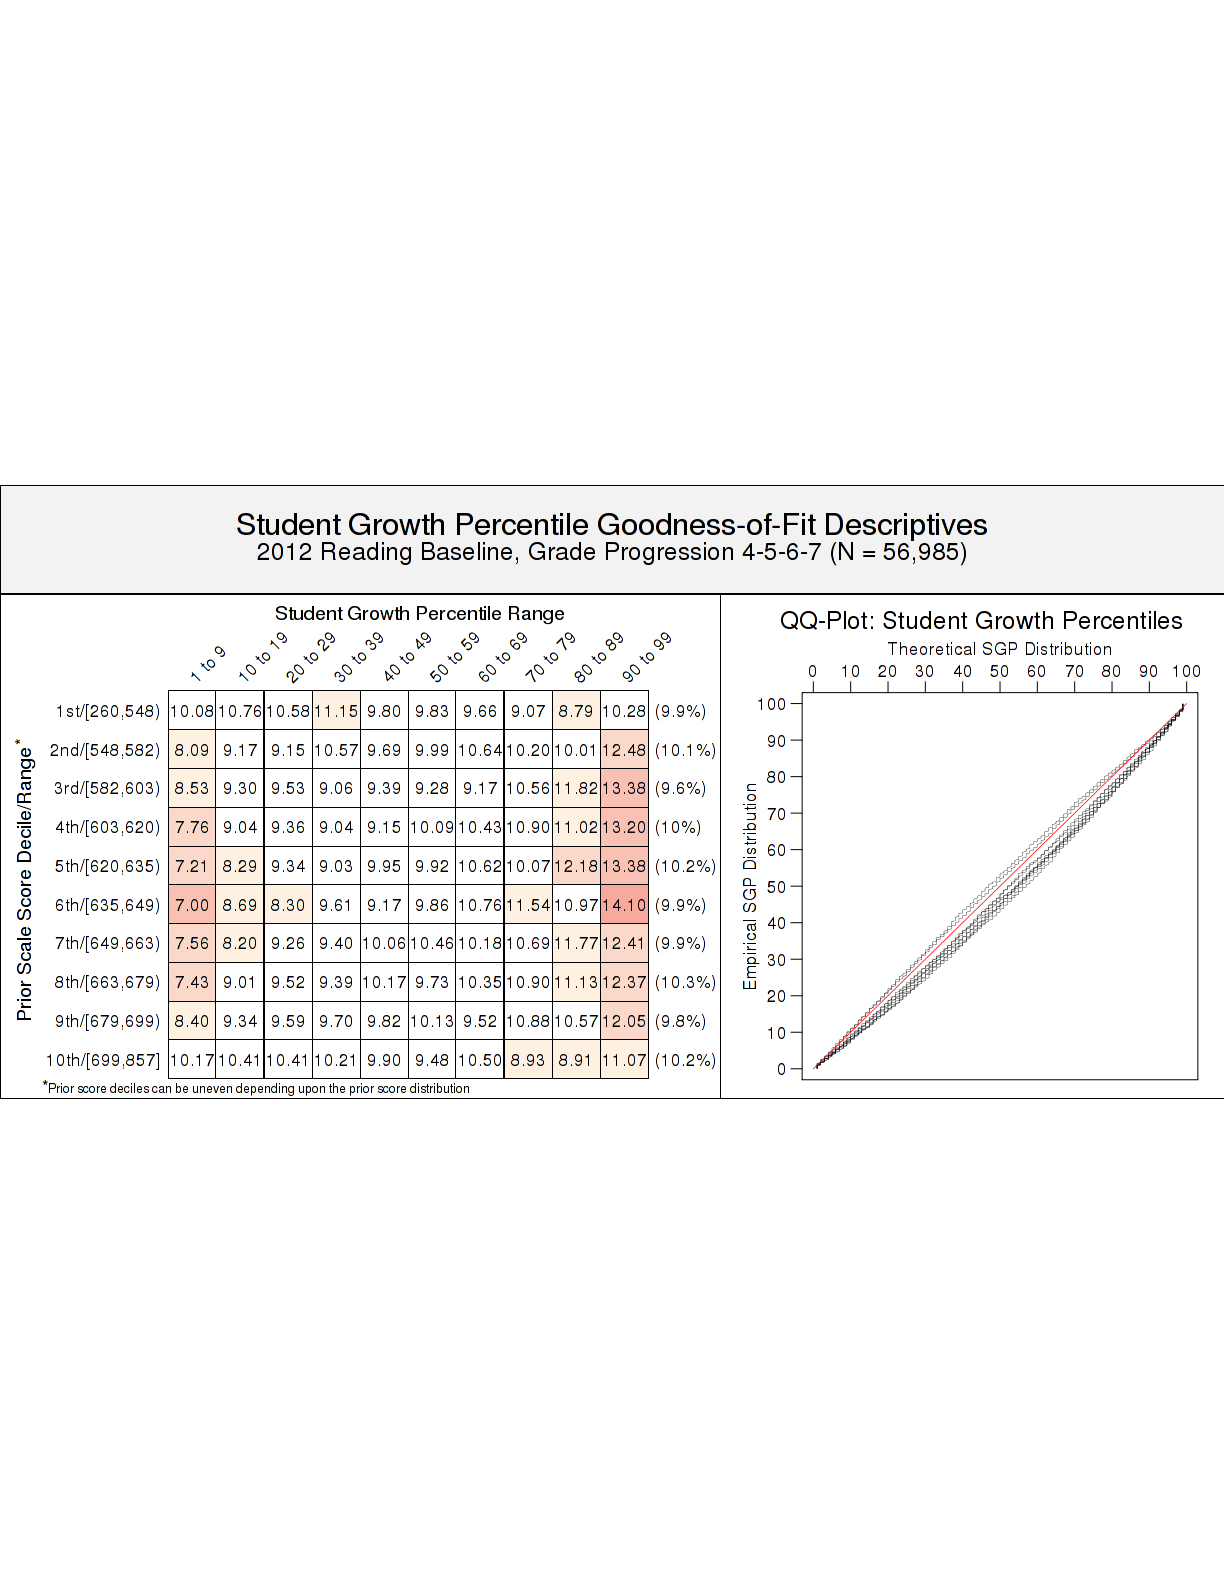 Student Growth Percentile Goodness-of-Fit Descriptives
2012 Reading Baseline, Grade Progression 4-5-6-7 (N = 56,985)
Student Growth Percentile Range
1 to 9 10 to 19 20 to 29 30 to 39 40 to 49 50 to 59 60 to 69 70 to 79 80 to 89 90 to 99
Prior Scale Score Decile/Range*
1st/[260,548) 10.08 10.76 10.58 11.15 9.80 9.83 9.66 9.07 8.79 10.28 (9.9%)
2nd/[548,582) 8.09 9.17 9.15 10.57 9.69 9.99 10.64 10.20 10.01 12.48 (10.1%)
3rd/[582,603) 8.53 9.30 9.53 9.06 9.39 9.28 9.17 10.56 11.82 13.38 (9.6%)
4th/[603,620) 7.76 9.04 9.36 9.04 9.15 10.09 10.43 10.90 11.02 13.20 (10%)
5th/[620,635) 7.21 8.29 9.34 9.03 9.95 9.92 10.62 10.07 12.18 13.38 (10.2%)
6th/[635,649) 7.00 8.69 8.30 9.61 9.17 9.86 10.76 11.54 10.97 14.10 (9.9%)
7th/[649,663) 7.56 8.20 9.26 9.40 10.06 10.46 10.18 10.69 11.77 12.41 (9.9%)
8th/[663,679) 7.43 9.01 9.52 9.39 10.17 9.73 10.35 10.90 11.13 12.37 (10.3%)
9th/[679,699) 8.40 9.34 9.59 9.70 9.82 10.13 9.52 10.88 10.57 12.05 (9.8%)
10th/[699,857] 10.17 10.41 10.41 10.21 9.90 9.48 10.50 8.93 8.91 11.07 (10.2%)
*Prior score deciles can be uneven depending upon the prior score distribution
QQ-Plot: Student Growth Percentiles
Theoretical SGP Distribution
0 10 20 30 40 50 60 70 80 90 100
Empirical SGP Distribution
100
90
80
70
60
50
40
30
20
10
0